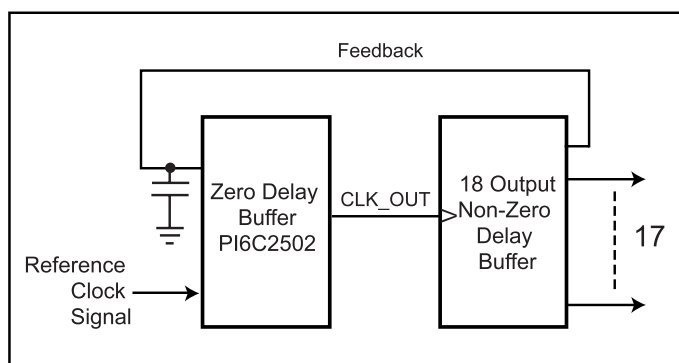 Feedback
Zero Delay
Buffer
PI6C2502
CLK_OUT
18 Output
Non-Zero
Delay
Buffer
17
Reference
Clock
Signal